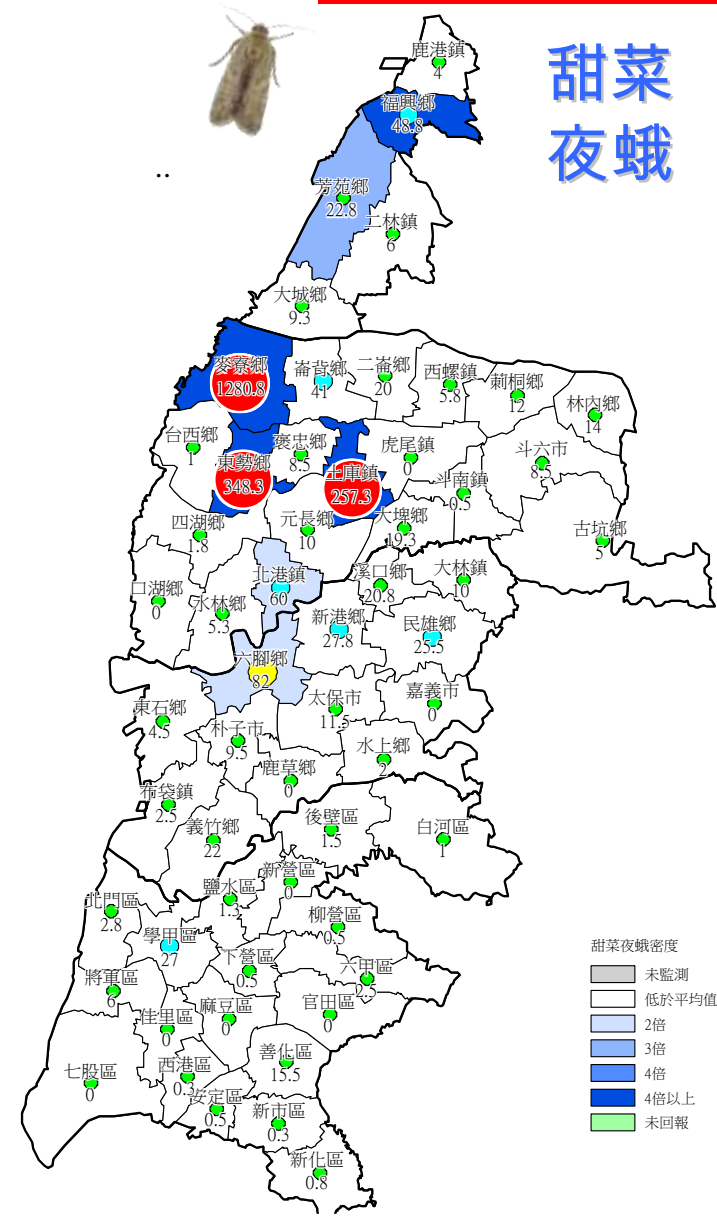 甜菜
夜蛾
..
鹿港鎮
4
福興鄉
48.8
芳苑鄉
22.8
二林鎮
6
大城鄉
9.3
麥寮鄉
1280.8
崙背鄉
41
二崙鄉
20
西螺鎮
5.8
莿桐鄉
12
林內鄉
14
台西鄉
1
東勢鄉
348.3
褒忠鄉
8.5
土庫鎮
257.3
虎尾鎮
0
斗南鎮
0.5
斗六市
8.5
四湖鄉
1.8
元長鄉
10
大埤鄉
19.3
古坑鄉
5
口湖鄉
0
水林鄉
5.3
北港鎮
60
溪口鄉
20.8
大林鎮
10
新港鄉
27.8
民雄鄉
25.5
六腳鄉
82
東石鄉
4.5
朴子市
9.5
太保市
11.5
嘉義市
0
水上鄉
2
鹿草鄉
0
布袋鎮
2.5
義竹鄉
22
後壁區
1.5
白河區
1
新營區
0
鹽水區
1.3
北門區
2.8
柳營區
0.5
學甲區
27
下營區
0.5
六甲區
2.5
將軍區
6
佳里區
0
麻豆區
0
官田區
0
七股區
0
西港區
0.3
善化區
15.5
安定區
0.5
新市區
0.3
新化區
0.8
甜菜夜蛾密度
未監測
低於平均值
2倍
3倍
4倍
4倍以上
未回報